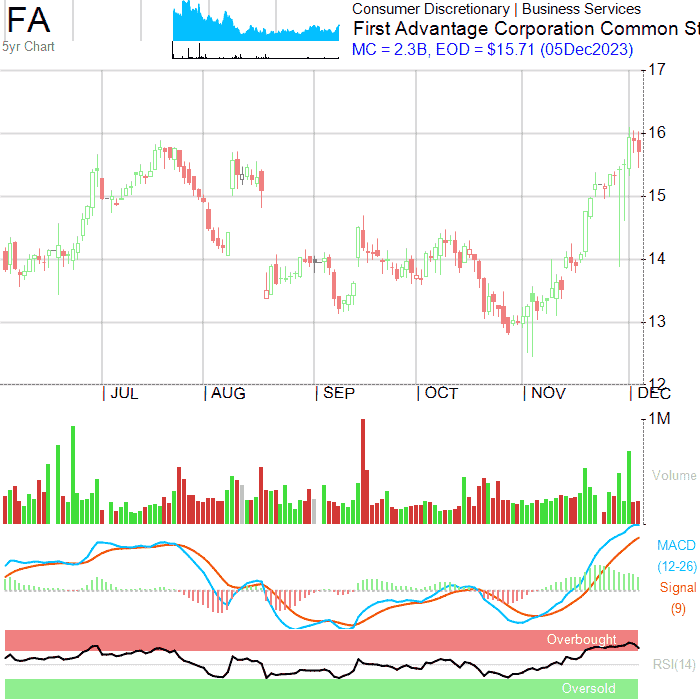 FA
5yr Chart
Consumer Discretionary | Business Services
First Advantage Corporation Common St
MC = 2.3B, EOD = $15.71 (05Dec2023)
17
16
15
14
13
12
| JUL | AUG | SEP | OCT | NOV | DEC
1M
Volume
MACD
(12-26)
Signal
(9)
Overbought
RSI(14)
Oversold